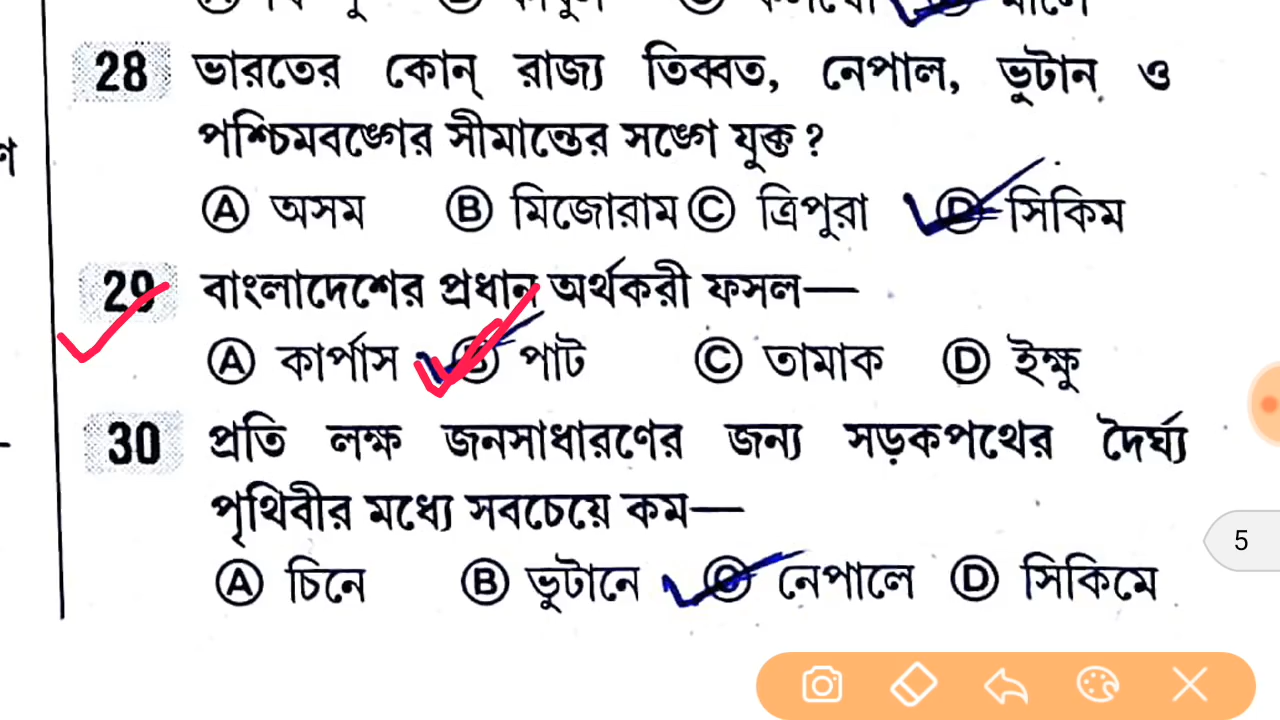 28 ভারতের কোন্ রাজ্য তিব্বত, নেপাল, ভুটান ও
পশ্চিমবঙ্গের সীমান্তের সঙ্গে যুক্ত ?
Ⓐ অসম Ⓑ মিজোরাম Ⓒ ত্রিপুরা Ⓓ সিকিম
29 বাংলাদেশের প্রধান অর্থকরী ফসল—
Ⓐ কার্পাস Ⓑ পাট Ⓒ তামাক Ⓓ ইক্ষু
30 প্রতি লক্ষ জনসাধারণের জন্য সড়কপথের দৈর্ঘ্য
পৃথিবীর মধ্যে সবচেয়ে কম—
Ⓐ চিনে Ⓑ ভুটানে Ⓒ নেপালে Ⓓ সিকিমে
5